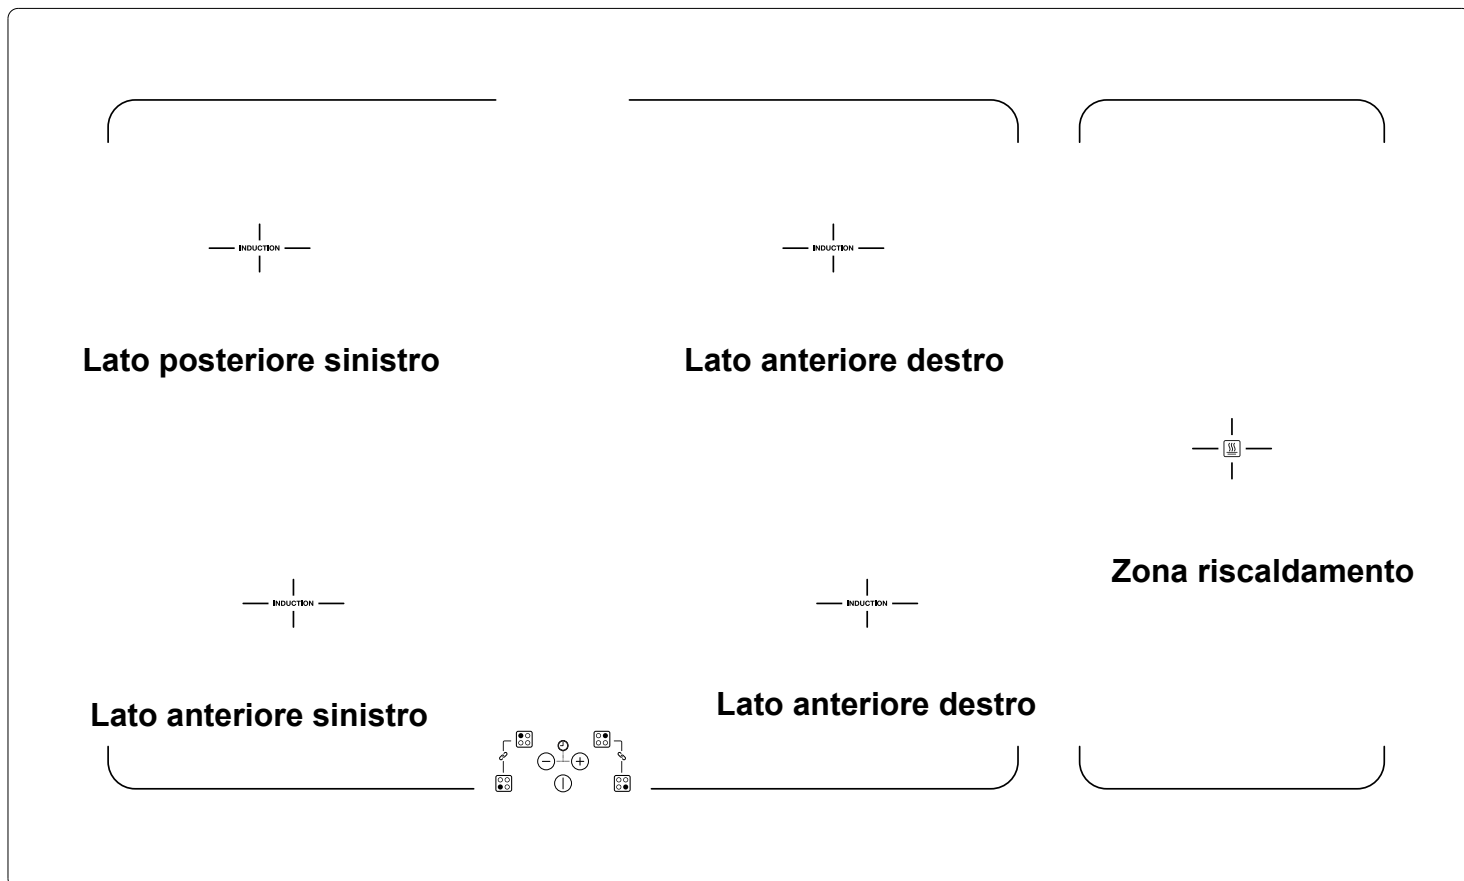 INDUCTION
INDUCTION
Lato posteriore sinistro
Lato anteriore destro
Zona riscaldamento
INDUCTION
INDUCTION
Lato anteriore destro
Lato anteriore sinistro